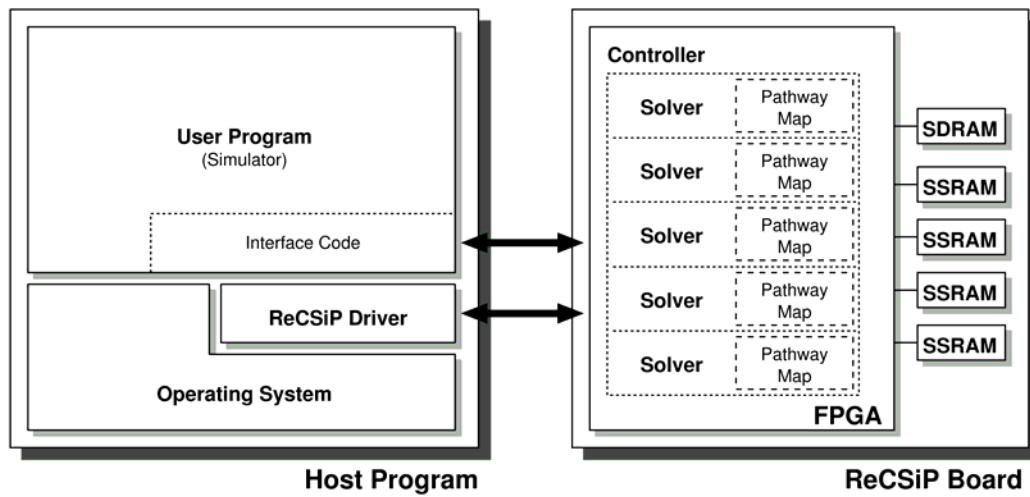 User Program
(Simulator)
Interface Code
ReCSiP Driver
Operating System
Host Program
Controller
Solver
Pathway
Map
Solver
Pathway
Map
Solver
Pathway
Map
Solver
Pathway
Map
Solver
Pathway
Map
FPGA
SDRAM
SSRAM
SSRAM
SSRAM
SSRAM
ReCSiP Board